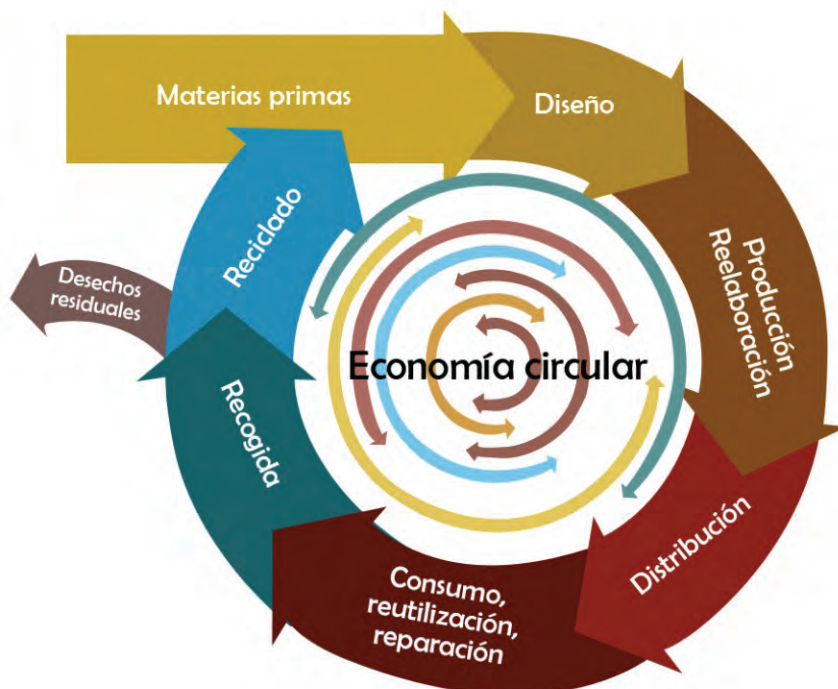 Materias primas
Diseño
Producción
Reelaboración
Distribución
Consumo,
reutilización,
reparación
Recogida
Reciclado
Desechos
residuales
Economía circular